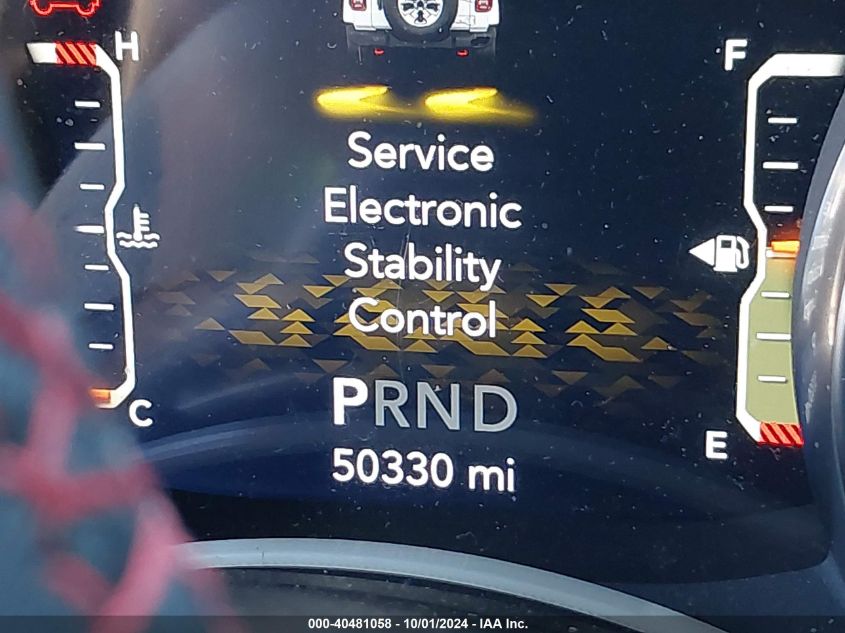 H
F
Service
Electronic
Stability
Control
C
PRND
E
50330 mi
000-40481058 - 10/01/2024 - IAA Inc.